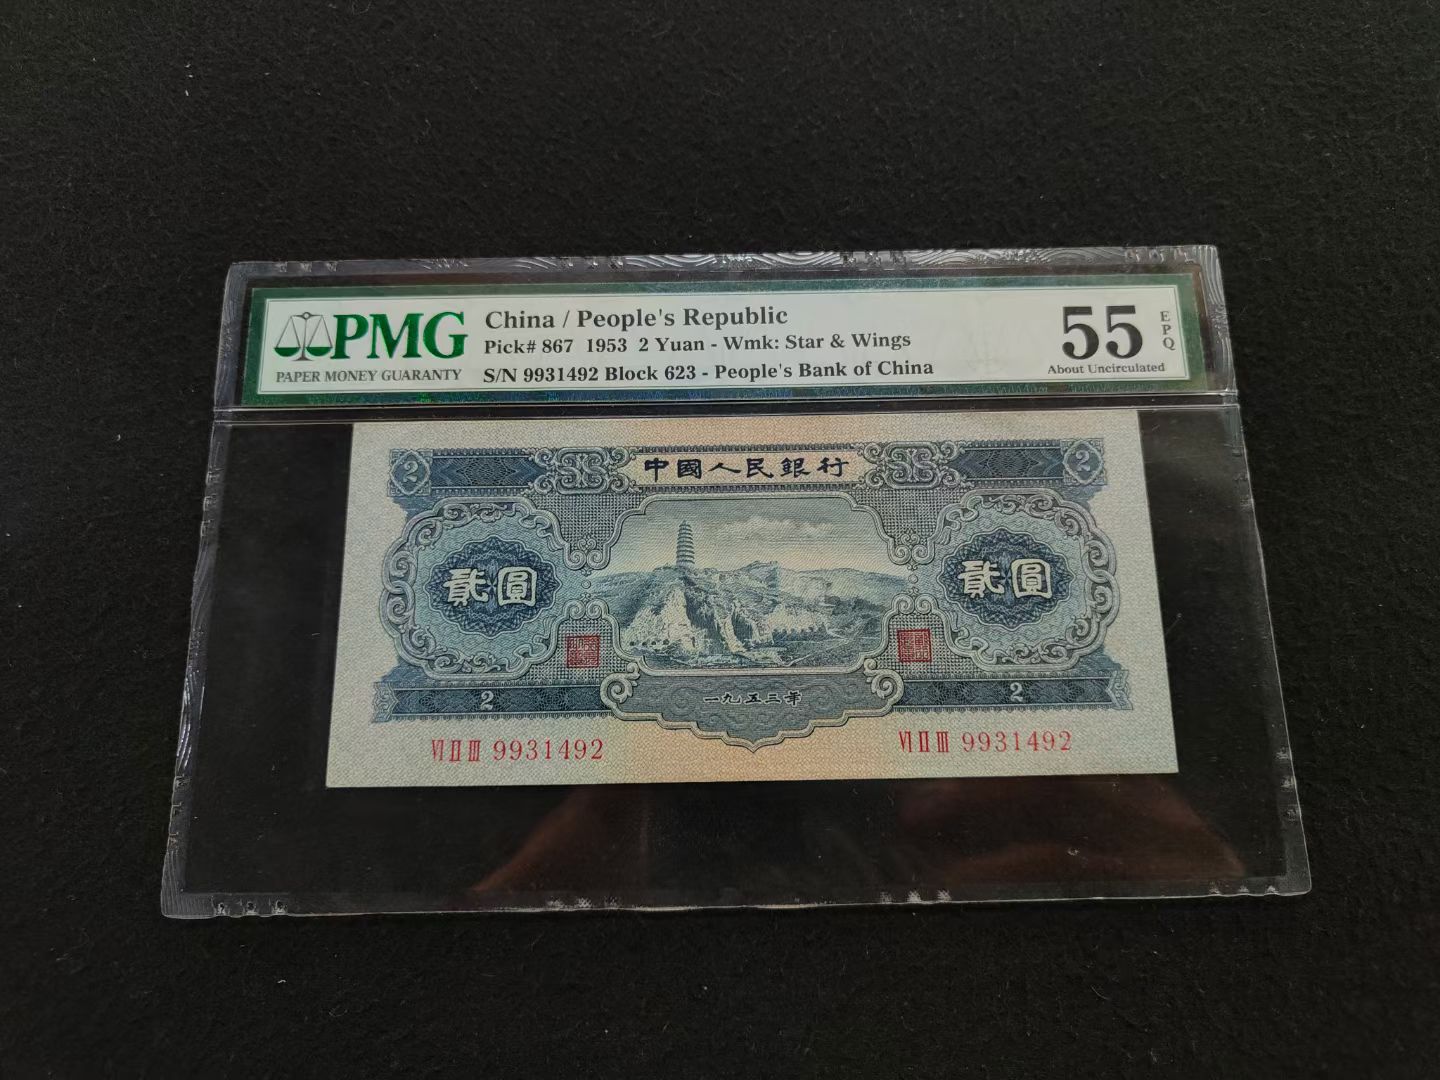 PMG
PAPER MONEY GUARANTY
China / People's Republic
Pick# 867 1953 2 Yuan - Wmk: Star & Wings
S/N 9931492 Block 623 - People's Bank of China
55
EPQ
About Uncirculated
2 中國人民銀行 2
貳圓 貳圓
2 一九五三年 2
VI II III 9931492 VI II III 9931492